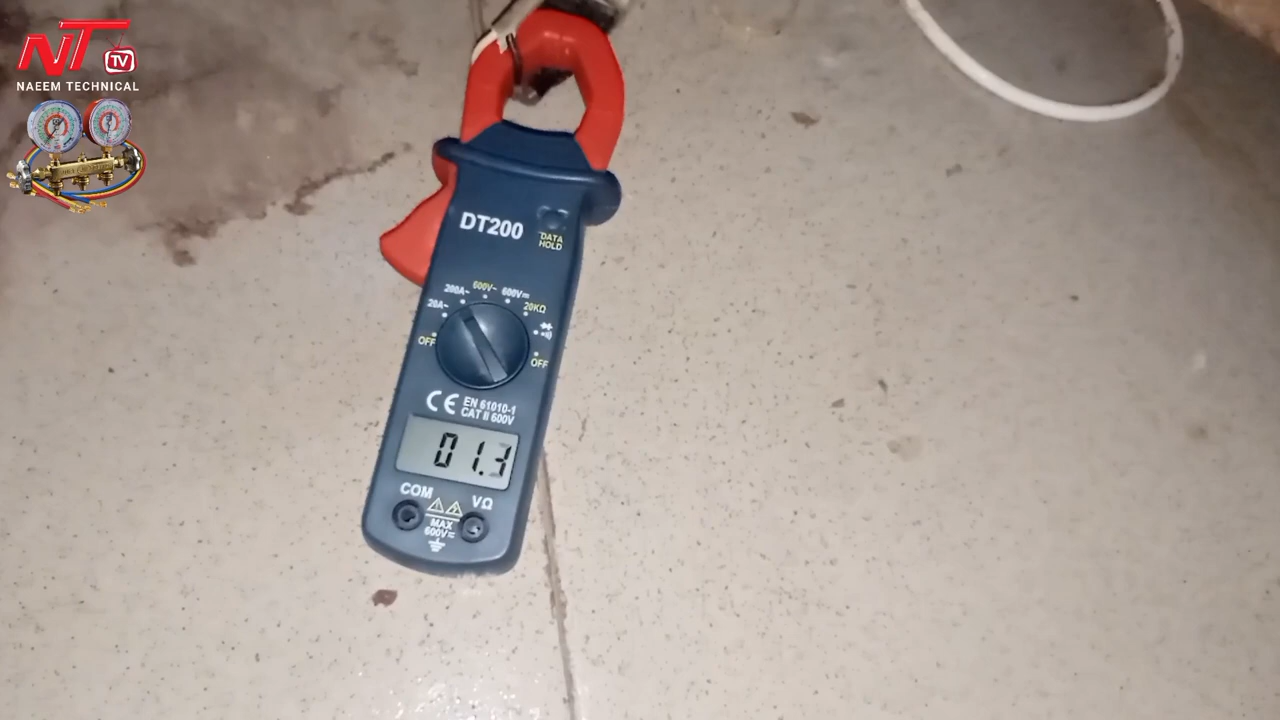 NT
TV
NAEEM TECHNICAL
DT200
DATA
HOLD
200A~ 600V~ 600V⎓
20A~ 20KΩ
OFF OFF
CE EN 61010-1
CAT II 600V
01.3
COM VΩ
MAX
600V≂